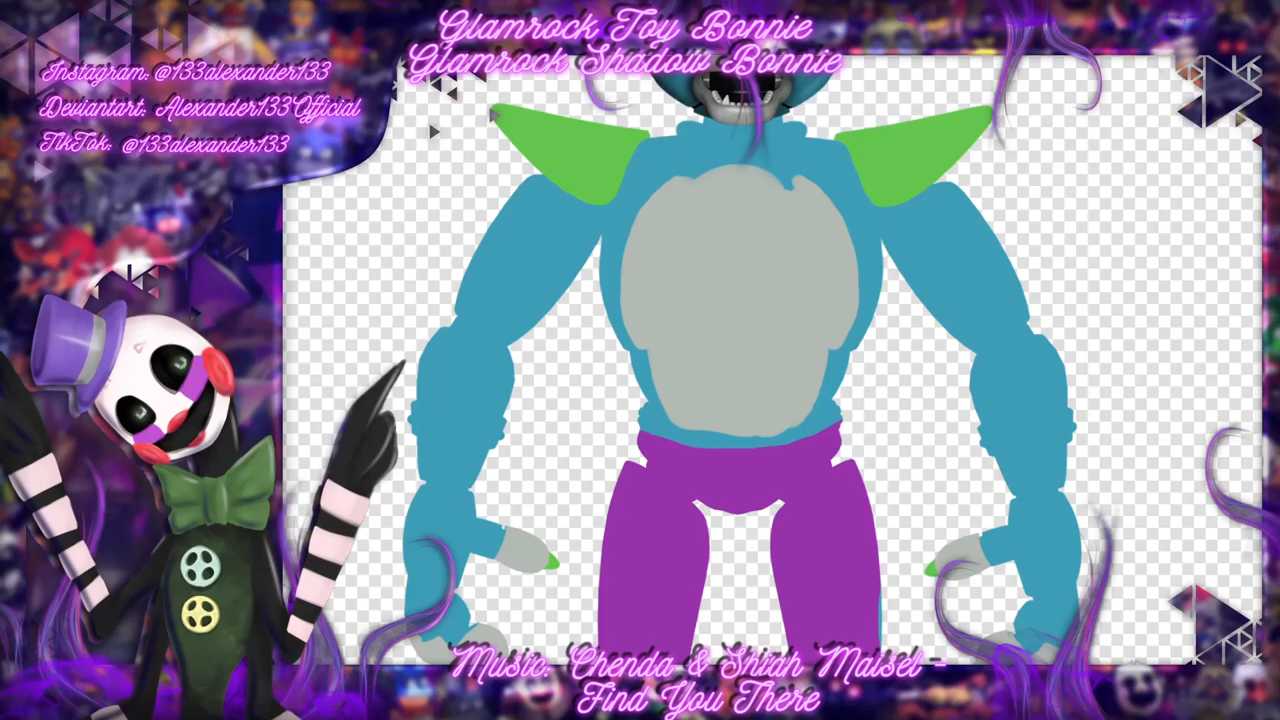 Glamrock Toy Bonnie
Glamrock Shadow Bonnie
Instagram: @133alexander133
Deviantart: Alexander133Official
TikTok: @133alexander133
Music: Chenda & Shiah Maisel -
Find You There